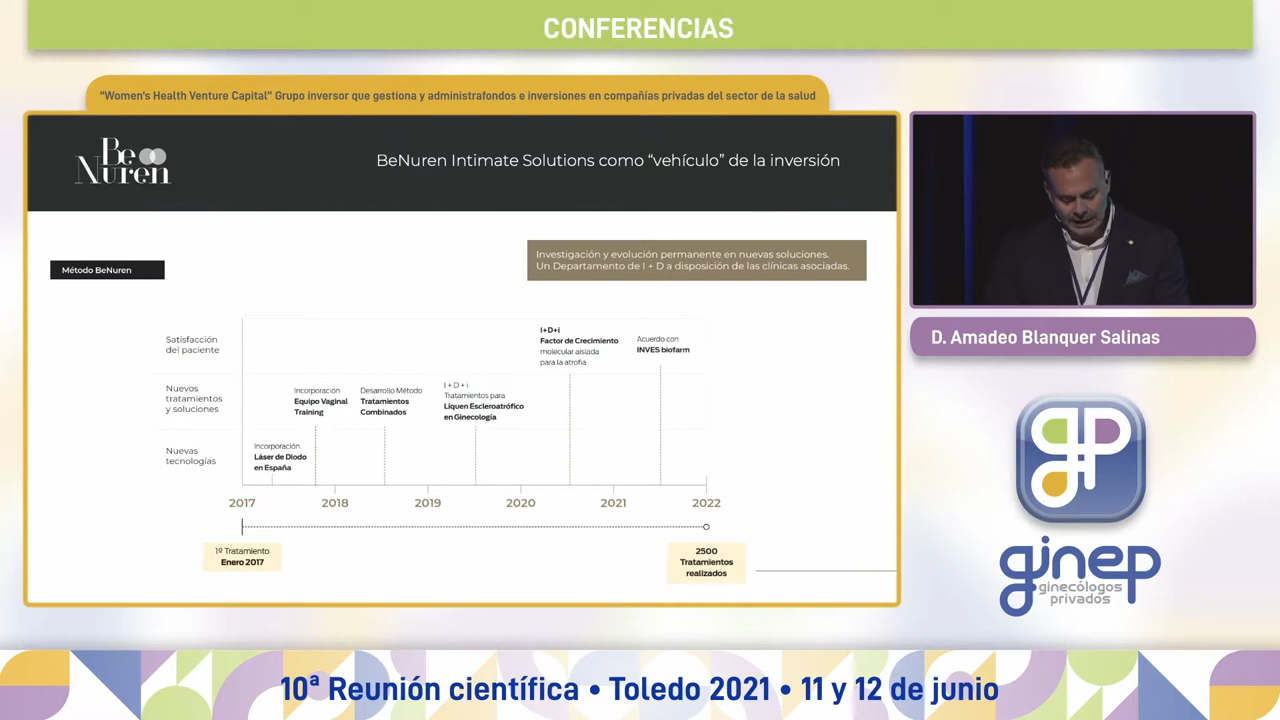 CONFERENCIAS
"Women's Health Venture Capital" Grupo inversor que gestiona y administrafondos e inversiones en compañías privadas del sector de la salud
Be
Nuren
BeNuren Intimate Solutions como “vehículo” de la inversión
Método BeNuren
Investigación y evolución permanente en nuevas soluciones.
Un Departamento de I + D a disposición de las clínicas asociadas.
Satisfacción
del paciente
I+D+i
Factor de Crecimiento
molecular aislada
para la atrofia
Acuerdo con
INVES biofarm
Nuevos
tratamientos
y soluciones
Incorporación
Equipo Vaginal
Training
Desarrollo Método
Tratamientos
Combinados
I + D + i
Tratamientos para
Liquen Escleroatrófico
en Ginecología
Nuevas
tecnologías
Incorporación
Láser de Diodo
en España
2017 2018 2019 2020 2021 2022
1º Tratamiento
Enero 2017
2500
Tratamientos
realizados
D. Amadeo Blanquer Salinas
ginep
ginecólogos
privados
10ª Reunión científica • Toledo 2021 • 11 y 12 de junio